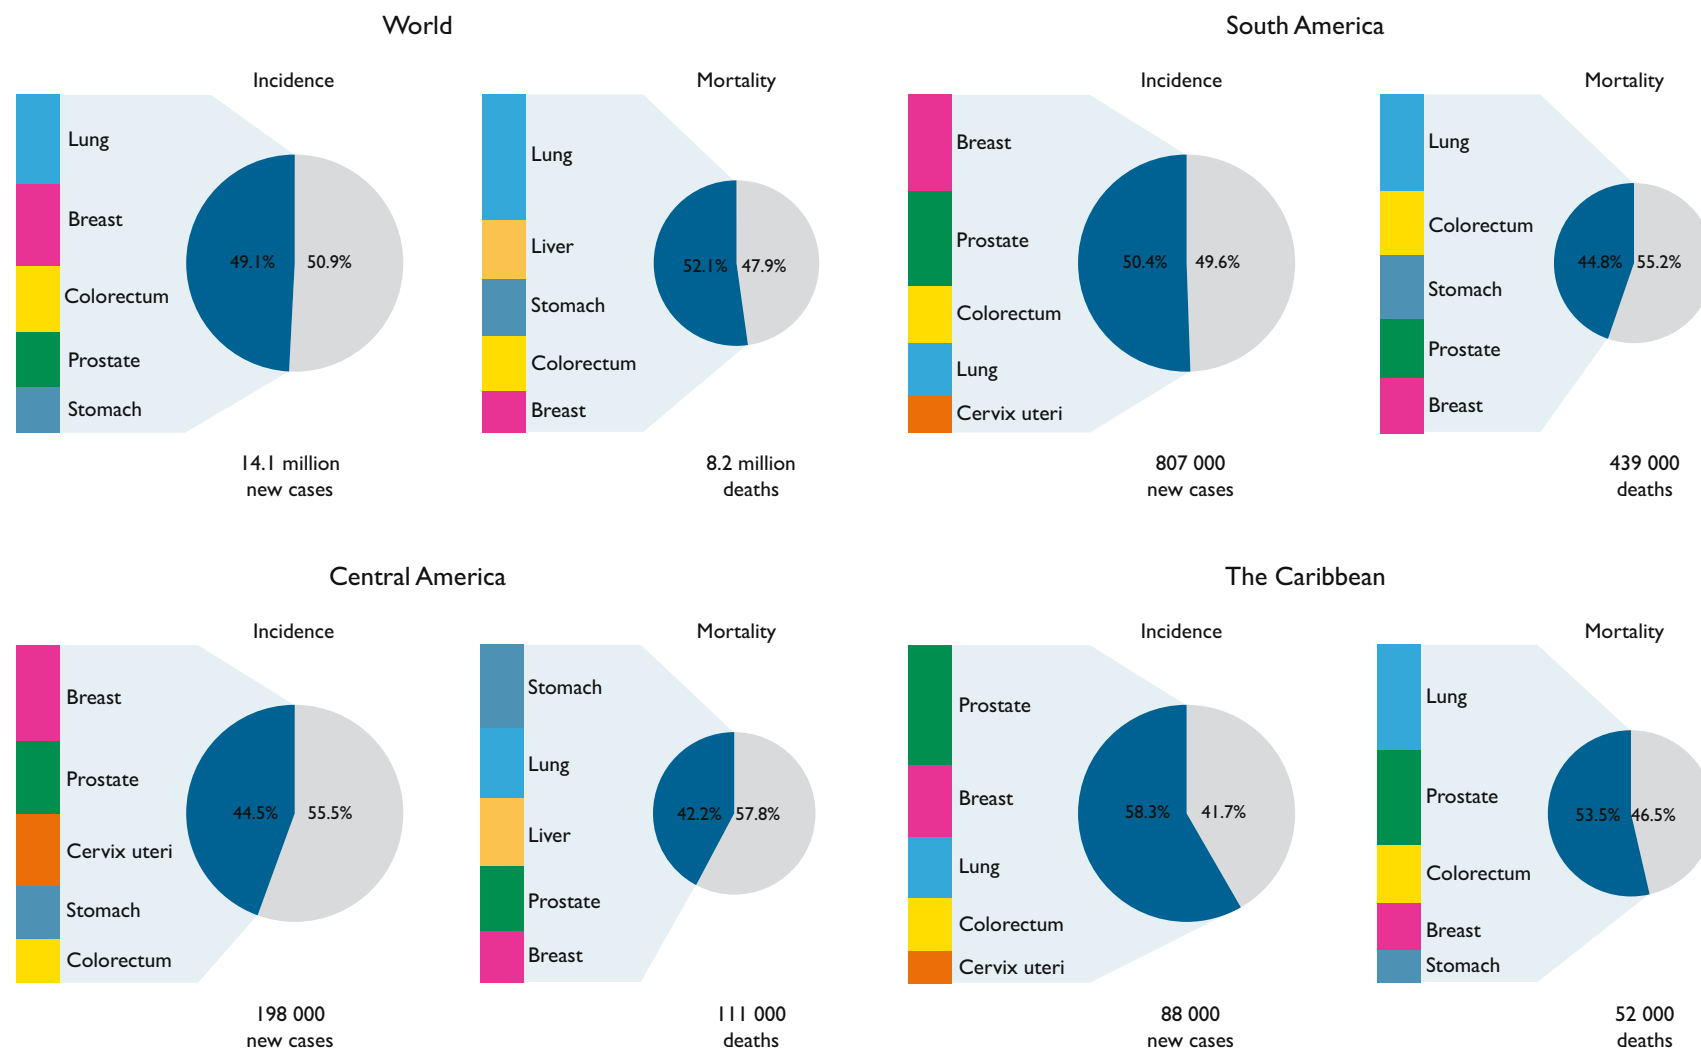 World
Incidence
Lung
Breast
Colorectum
Prostate
Stomach
49.1%
50.9%
14.1 million
new cases
Mortality
Lung
Liver
Stomach
Colorectum
Breast
52.1%
47.9%
8.2 million
deaths
South America
Incidence
Breast
Prostate
Colorectum
Lung
Cervix uteri
50.4%
49.6%
807 000
new cases
Mortality
Lung
Colorectum
Stomach
Prostate
Breast
44.8%
55.2%
439 000
deaths
Central America
Incidence
Breast
Prostate
Cervix uteri
Stomach
Colorectum
44.5%
55.5%
198 000
new cases
Mortality
Stomach
Lung
Liver
Prostate
Breast
42.2%
57.8%
111 000
deaths
The Caribbean
Incidence
Prostate
Breast
Lung
Colorectum
Cervix uteri
58.3%
41.7%
88 000
new cases
Mortality
Lung
Prostate
Colorectum
Breast
Stomach
53.5%
46.5%
52 000
deaths